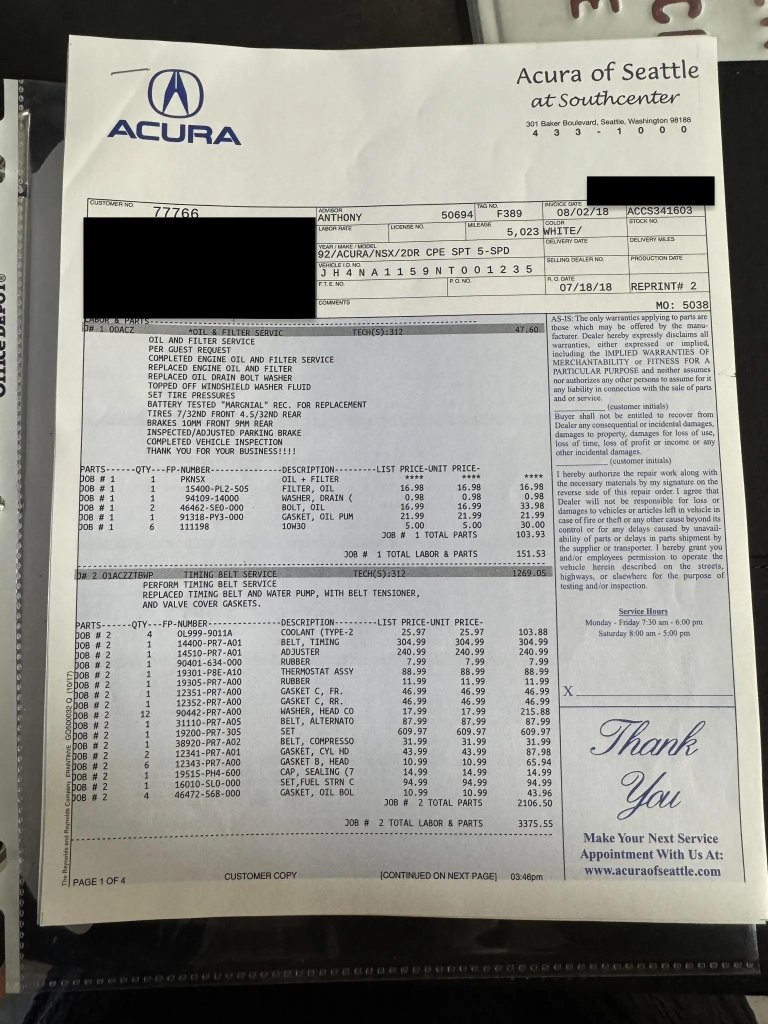 ACURA
Acura of Seattle
at Southcenter
301 Baker Boulevard, Seattle, Washington 98188
433-1000
CUSTOMER NO. 77766
ADVISOR ANTHONY 50694
TAG NO. F389
INVOICE DATE 08/02/18
ACCS341603
LABOR RATE
LICENSE NO.
MILEAGE 5,023
COLOR WHITE/
STOCK NO.
YEAR / MAKE / MODEL
92/ACURA/NSX/2DR CPE SPT 5-SPD
DELIVERY DATE
DELIVERY MILES
VEHICLE I.D. NO.
JH4NA1159NT001235
SELLING DEALER NO.
PRODUCTION DATE
F.T.E. NO.
P.O. NO.
R.O. DATE 07/18/18
REPRINT# 2
COMMENTS
MO: 5038
LABOR & PARTS
J# 1 00ACZ *OIL & FILTER SERVIC TECH(S):312 47.60
OIL AND FILTER SERVICE
PER GUEST REQUEST
COMPLETED ENGINE OIL AND FILTER SERVICE
REPLACED ENGINE OIL AND FILTER
REPLACED OIL DRAIN BOLT WASHER
TOPPED OFF WINDSHIELD WASHER FLUID
SET TIRE PRESSURES
BATTERY TESTED "MARGNIAL" REC. FOR REPLACEMENT
TIRES 7/32ND FRONT 4.5/32ND REAR
BRAKES 10MM FRONT 9MM REAR
INSPECTED/ADJUSTED PARKING BRAKE
COMPLETED VEHICLE INSPECTION
THANK YOU FOR YOUR BUSINESS!!!!
PARTS------QTY---FP-NUMBER---------------DESCRIPTION--------LIST PRICE-UNIT PRICE-
JOB # 1 1 PKNSX OIL + FILTER **** **** ****
JOB # 1 1 15400-PL2-505 FILTER, OIL 16.98 16.98 16.98
JOB # 1 1 94109-14000 WASHER, DRAIN ( 0.98 0.98 0.98
JOB # 1 2 46462-SE0-000 BOLT, OIL 16.99 16.99 33.98
JOB # 1 1 91318-PY3-000 GASKET, OIL PUM 21.99 21.99 21.99
JOB # 1 6 111198 10W30 5.00 5.00 30.00
JOB # 1 TOTAL PARTS 103.93
JOB # 1 TOTAL LABOR & PARTS 151.53
J# 2 01ACZZTBWP TIMING BELT SERVICE TECH(S):312 1269.05
PERFORM TIMING BELT SERVICE
REPLACED TIMING BELT AND WATER PUMP, WITH BELT TENSIONER,
AND VALVE COVER GASKETS.
PARTS------QTY---FP-NUMBER---------------DESCRIPTION--------LIST PRICE-UNIT PRICE-
JOB # 2 4 OL999-9011A COOLANT (TYPE-2 25.97 25.97 103.88
JOB # 2 1 14400-PR7-A01 BELT, TIMING 304.99 304.99 304.99
JOB # 2 1 14510-PR7-A01 ADJUSTER 240.99 240.99 240.99
JOB # 2 1 90401-634-000 RUBBER 7.99 7.99 7.99
JOB # 2 1 19301-P8E-A10 THERMOSTAT ASSY 88.99 88.99 88.99
JOB # 2 1 19305-PR7-A00 RUBBER 11.99 11.99 11.99
JOB # 2 1 12351-PR7-A00 GASKET C, FR. 46.99 46.99 46.99
JOB # 2 1 12352-PR7-A00 GASKET C, RR. 46.99 46.99 46.99
JOB # 2 12 90442-PR7-A00 WASHER, HEAD CO 17.99 17.99 215.88
JOB # 2 1 31110-PR7-A05 BELT, ALTERNATO 87.99 87.99 87.99
JOB # 2 1 19200-PR7-305 SET 609.97 609.97 609.97
JOB # 2 1 38920-PR7-A02 BELT, COMPRESSO 31.99 31.99 31.99
JOB # 2 2 12341-PR7-A01 GASKET, CYL HD 43.99 43.99 87.98
JOB # 2 6 12343-PR7-A00 GASKET B, HEAD 10.99 10.99 65.94
JOB # 2 1 19515-PH4-600 CAP, SEALING (7 14.99 14.99 14.99
JOB # 2 1 16010-SL0-000 SET,FUEL STRN C 94.99 94.99 94.99
JOB # 2 4 46472-568-000 GASKET, OIL BOL 10.99 10.99 43.96
JOB # 2 TOTAL PARTS 2106.50
JOB # 2 TOTAL LABOR & PARTS 3375.55
PAGE 1 OF 4 CUSTOMER COPY [CONTINUED ON NEXT PAGE] 03:46pm
AS-IS: The only warranties applying to parts are
those which may be offered by the manu-
facturer. Dealer hereby expressly disclaims all
warranties, either expressed or implied,
including the IMPLIED WARRANTIES OF
MERCHANTABILITY or FITNESS FOR A
PARTICULAR PURPOSE and neither assumes
nor authorizes any other persons to assume for it
any liability in connection with the sale of parts
and or service.
(customer initials)
Buyer shall not be entitled to recover from
Dealer any consequential or incidental damages,
damages to property, damages for loss of use,
loss of time, loss of profit or income or any
other incidental damages.
(customer initials)
I hereby authorize the repair work along with
the necessary materials by my signature on the
reverse side of this repair order. I agree that
Dealer will not be responsible for loss or
damages to vehicles or articles left in vehicle in
case of fire or theft or any other cause beyond its
control or for any delays caused by unavail-
ability of parts or delays in parts shipment by
the supplier or transporter. I hereby grant you
and/or employees permission to operate the
vehicle herein described on the streets,
highways, or elsewhere for the purpose of
testing and/or inspection.
Service Hours
Monday - Friday 7:30 am - 6:00 pm
Saturday 8:00 am - 5:00 pm
X
Thank
You
Make Your Next Service
Appointment With Us At:
www.acuraofseattle.com
Office DEPOT®